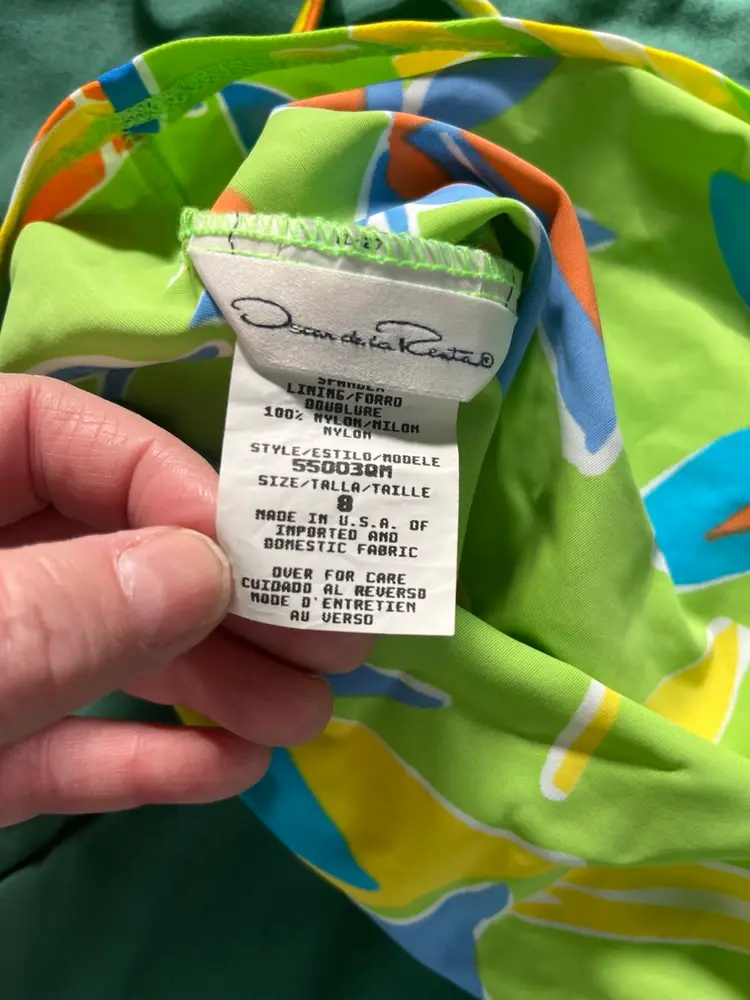 Oscar de la Renta®
SPANDEX
LINING/FORRO
DOUBLURE
100% NYLON/NILON
NYLON
STYLE/ESTILO/MODELE
55003QM
SIZE/TALLA/TAILLE
8
MADE IN U.S.A. OF
IMPORTED AND
DOMESTIC FABRIC
OVER FOR CARE
CUIDADO AL REVERSO
MODE D'ENTRETIEN
AU VERSO